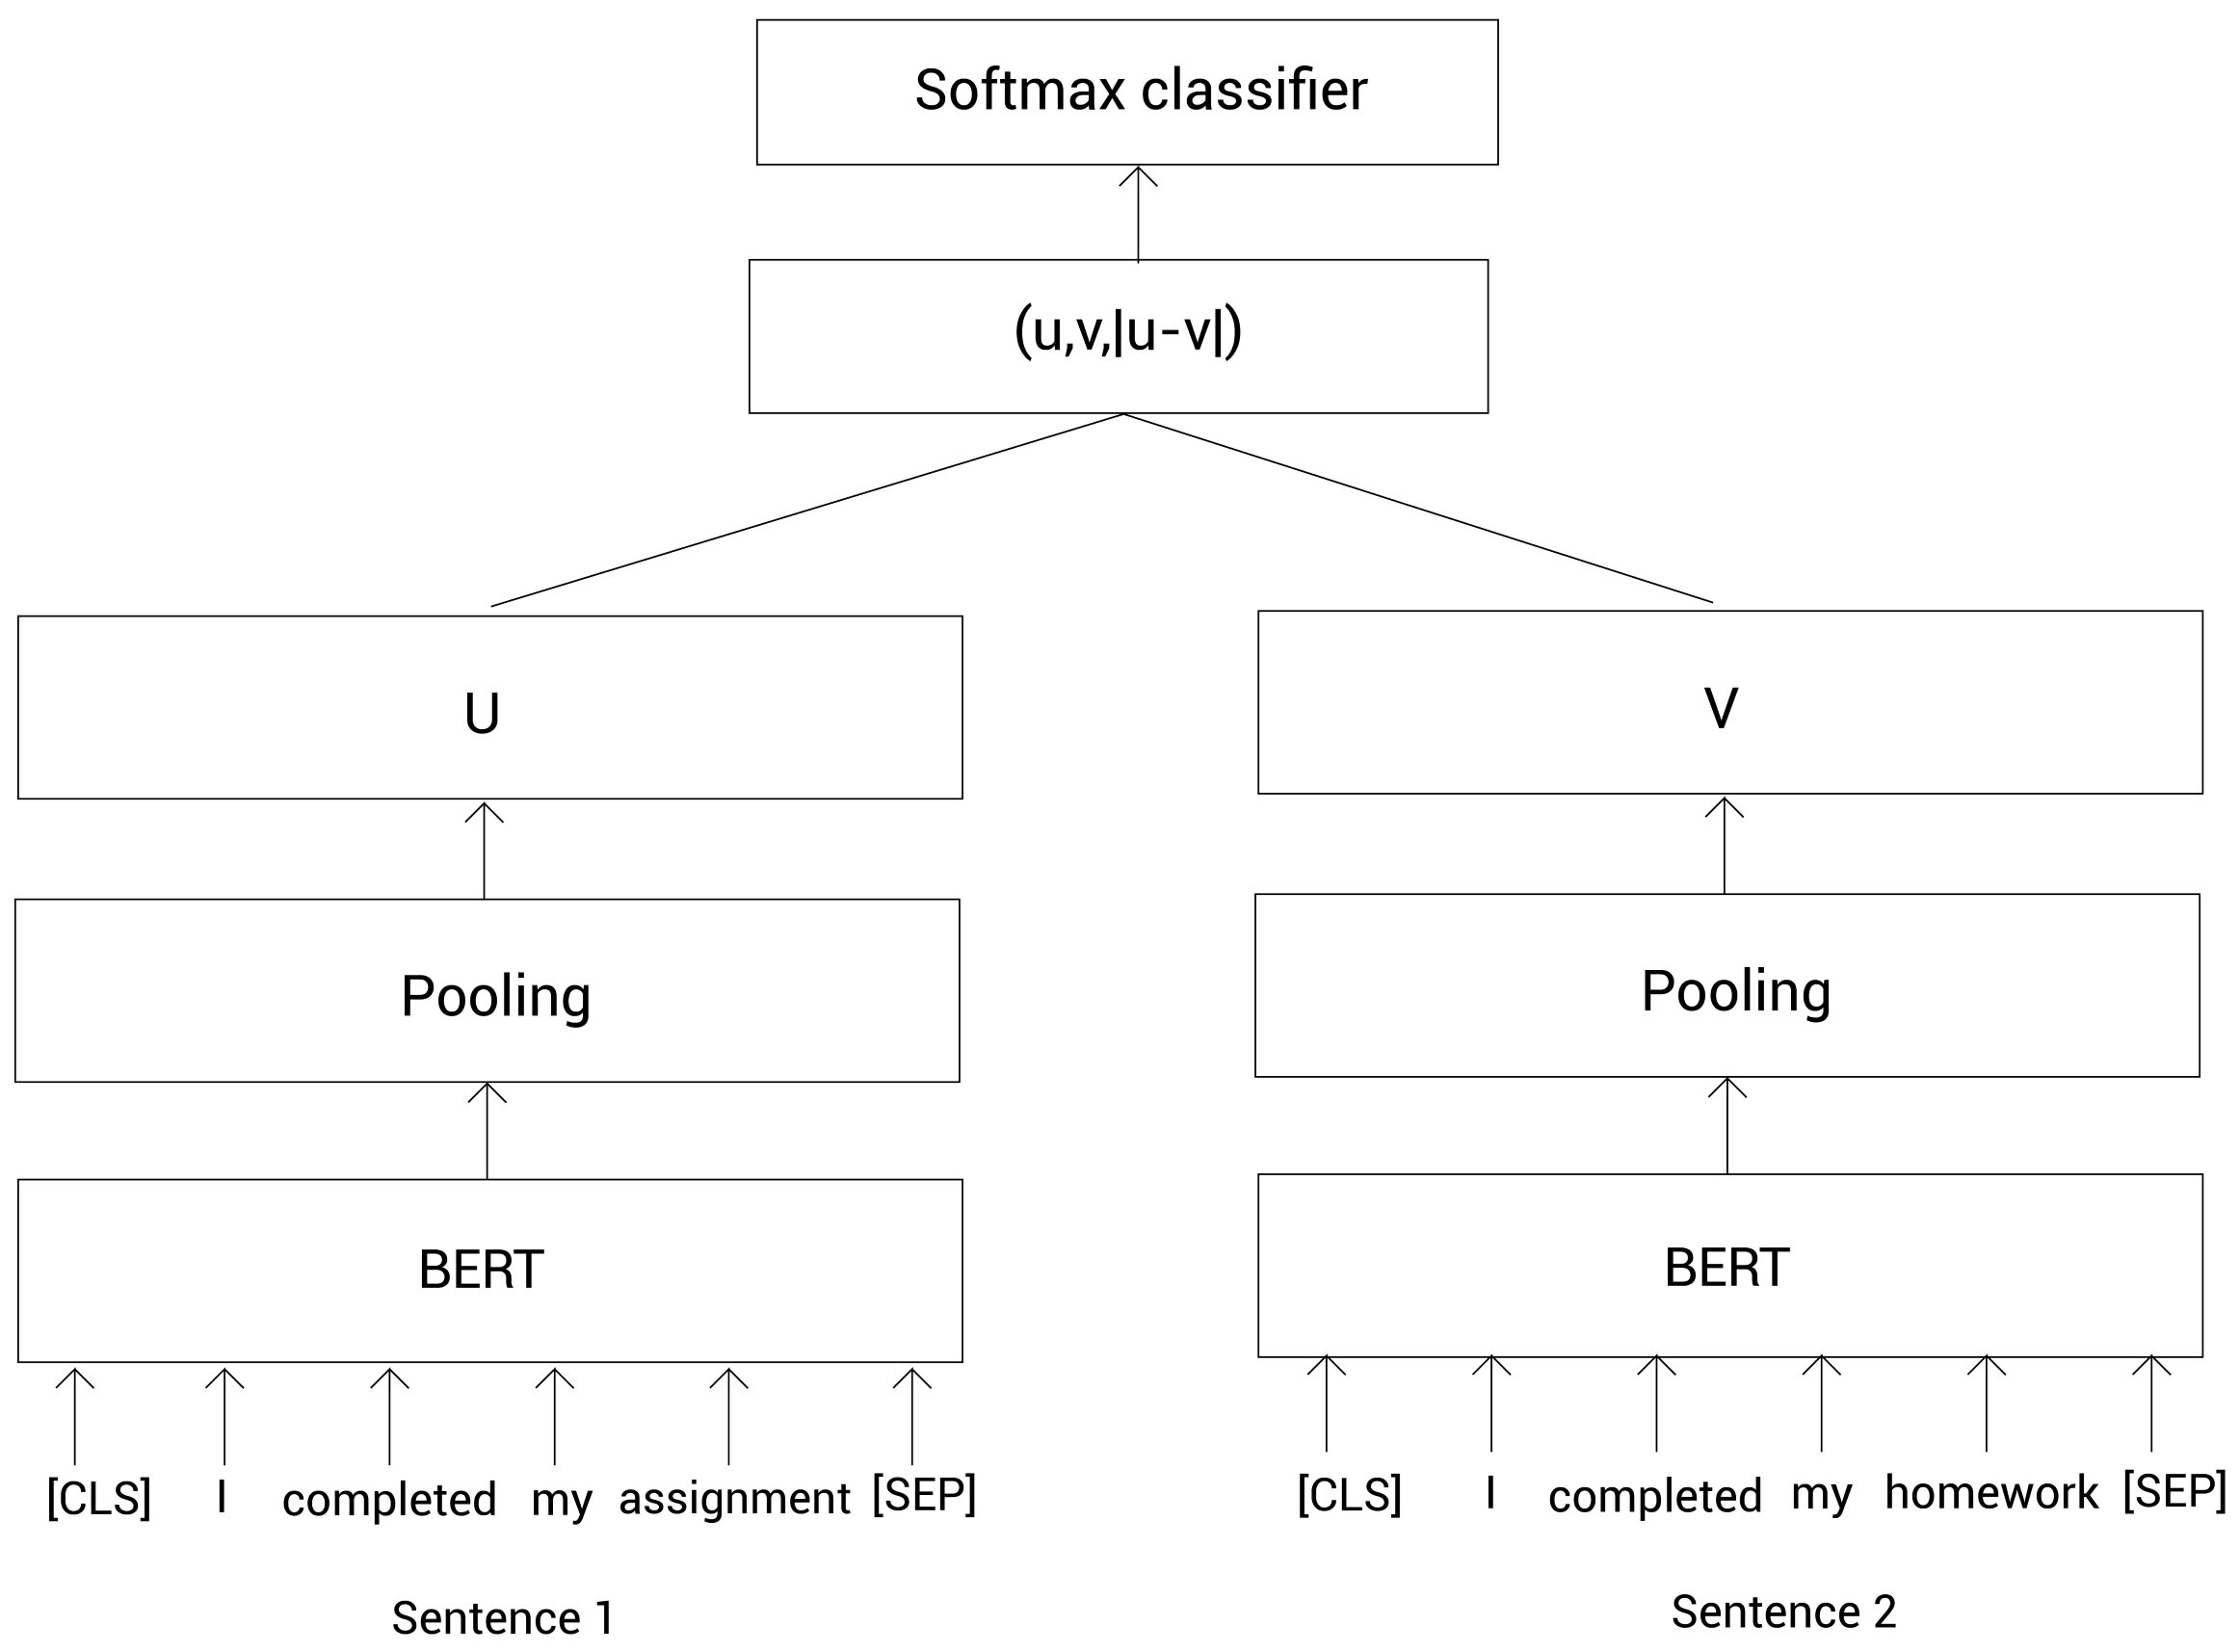 Softmax classifier
(u,v,|u-v|)
U
V
Pooling
Pooling
BERT
BERT
[CLS] I completed my assignment [SEP]
[CLS] I completed my homework [SEP]
Sentence 1
Sentence 2